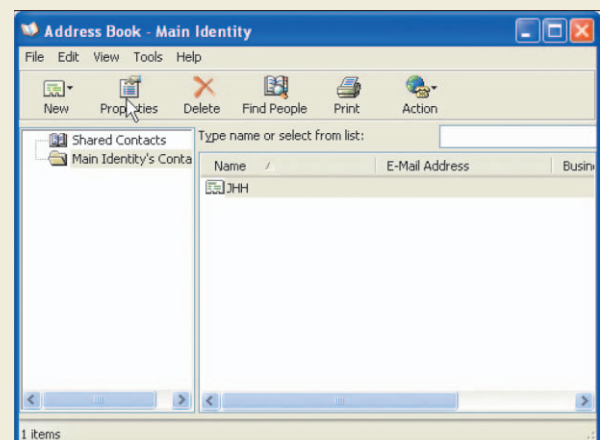 Address Book - Main Identity
File Edit View Tools Help
New Properties Delete Find People Print Action
Shared Contacts
Main Identity's Conta
Type name or select from list:
Name E-Mail Address Busin
JHH
1 items